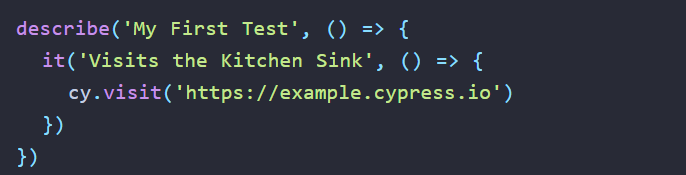 describe('My First Test', () => {
  it('Visits the Kitchen Sink', () => {
    cy.visit('https://example.cypress.io')
  })
})